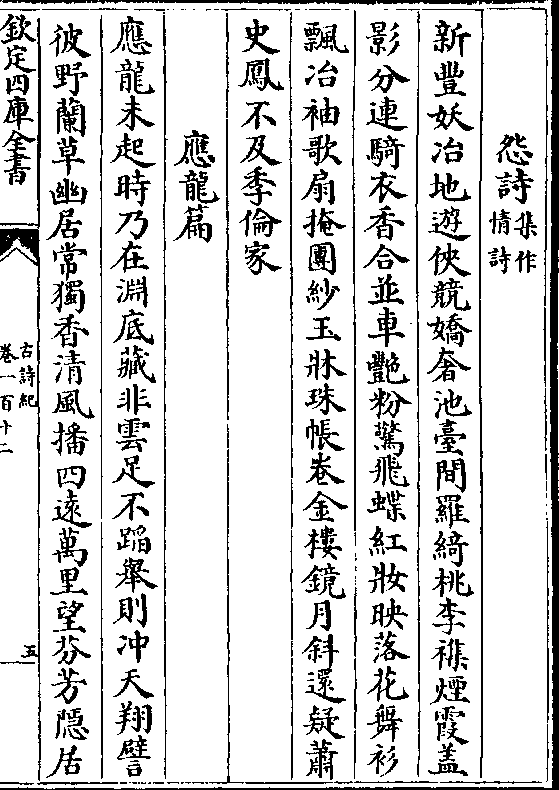 怨詩集作情詩
新豐妖冶地遊俠競嬌奢池臺間羅綺桃李襍煙霞盖
影分連騎衣香合並車艷粉驚飛蝶紅妝映落花舞衫
飄冶袖歌扇掩團紗玉牀珠帳卷金樓鏡月斜還疑蕭
史鳳不及季倫家
應龍篇
應龍未起時乃在淵底藏非雲足不蹈舉則冲天翔譬
彼野蘭草幽居常獨香清風播四遠萬里望芬芳隱居
欽定四庫全書
古詩紀
卷一百十二
五